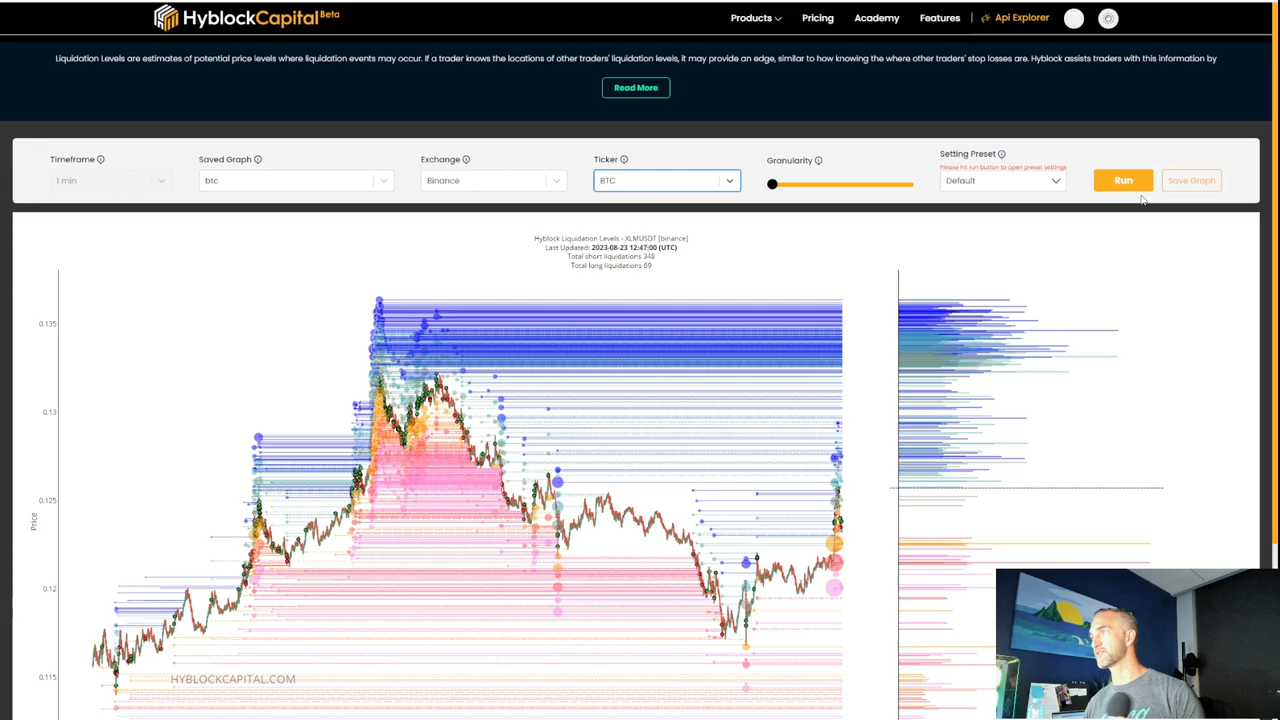 HyblockCapital Beta
Products Pricing Academy Features Api Explorer
Liquidation Levels are estimates of potential price levels where liquidation events may occur. If a trader knows the locations of other traders' liquidation levels, it may provide an edge, similar to how knowing the where other traders' stop losses are. Hyblock assists traders with this information by
Read More
Timeframe Saved Graph Exchange Ticker Granularity Setting Preset
Please hit run button to open preset settings
1 min btc Binance BTC Default Run Save Graph
Hyblock Liquidation Levels - XLMUSDT [binance]
Last Updated: 2023-08-23 12:47:00 (UTC)
Total short liquidations 348
Total long liquidations 69
0.135
0.13
0.125
Price
0.12
0.115
HYBLOCKCAPITAL.COM